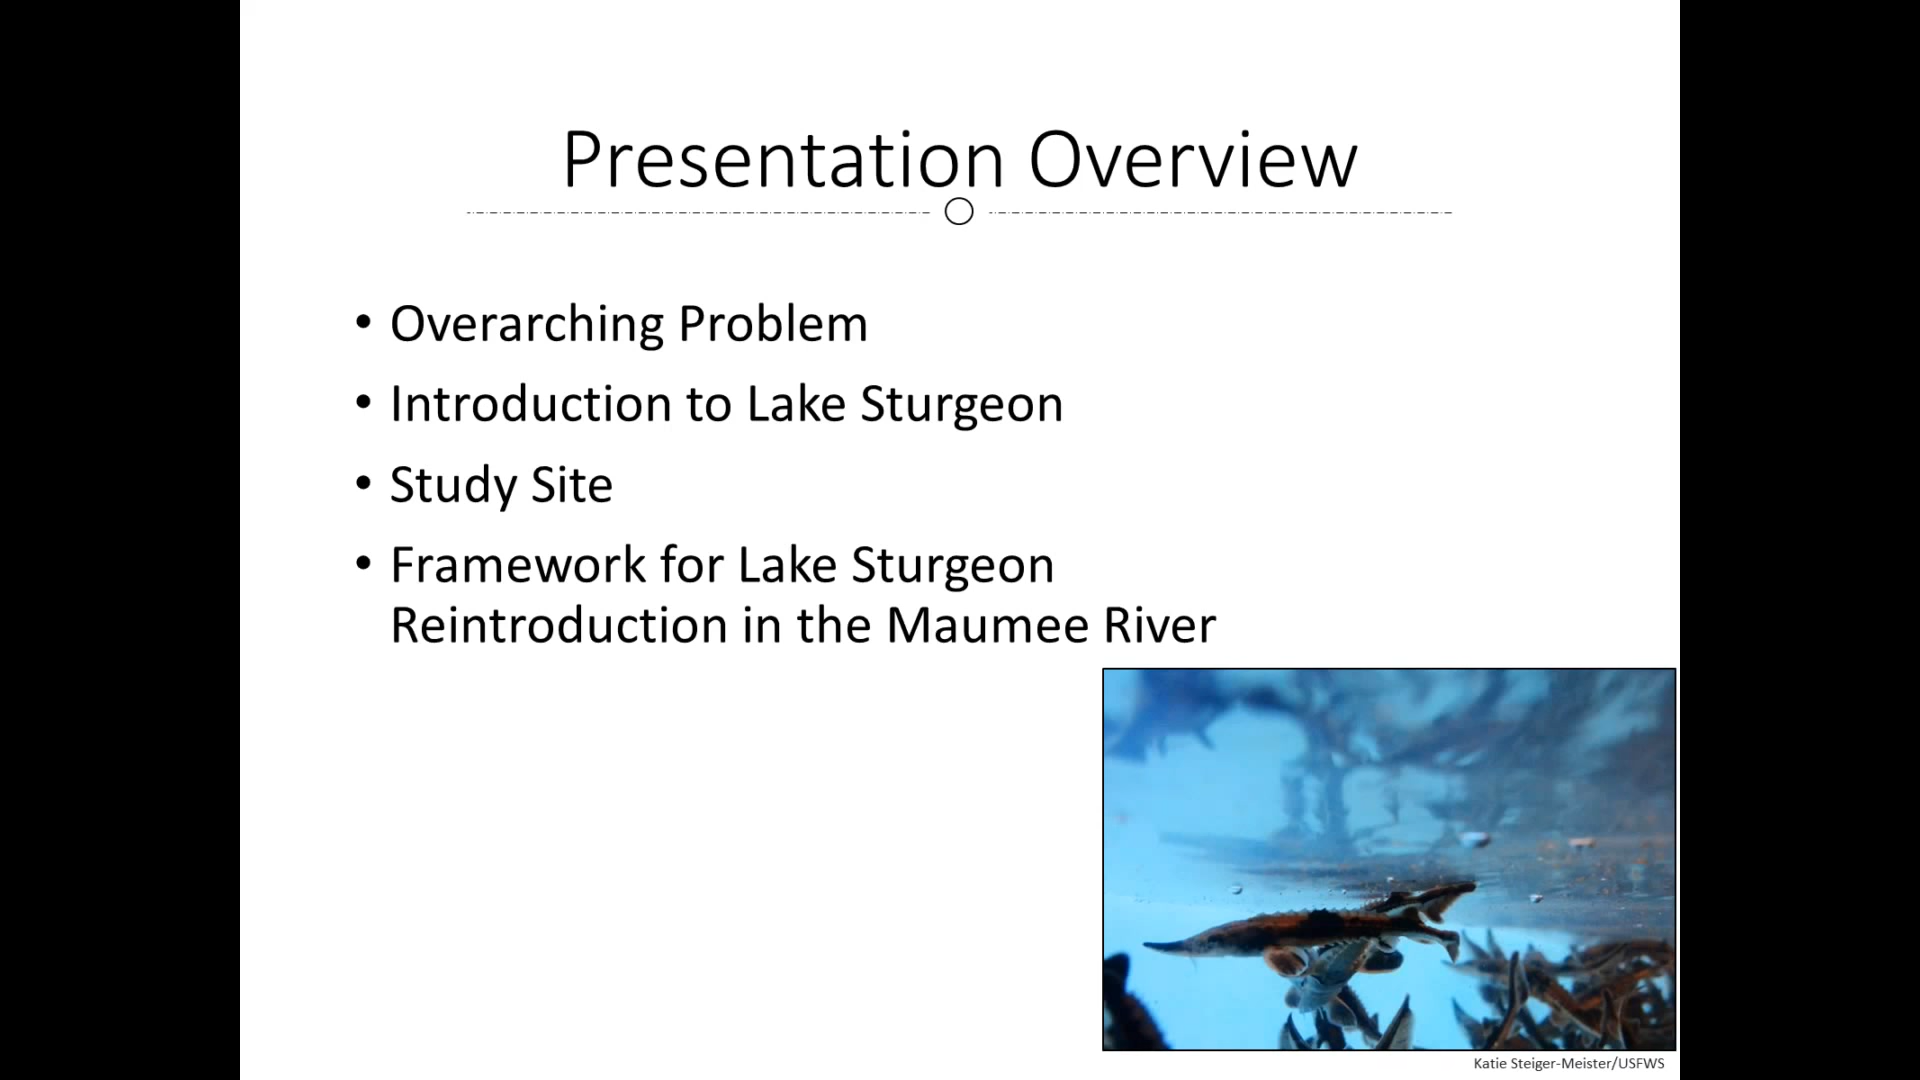 Presentation Overview
• Overarching Problem
• Introduction to Lake Sturgeon
• Study Site
• Framework for Lake Sturgeon
Reintroduction in the Maumee River
Katie Steiger-Meister/USFWS